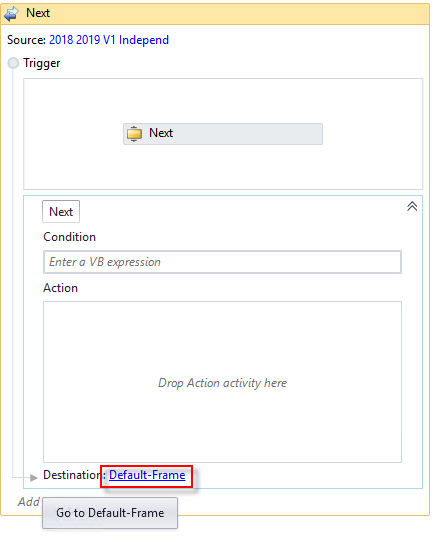 Next
Source: 2018 2019 V1 Independ
Trigger
Next
Next
Condition
Enter a VB expression
Action
Drop Action activity here
Destination: Default-Frame
Add
Go to Default-Frame